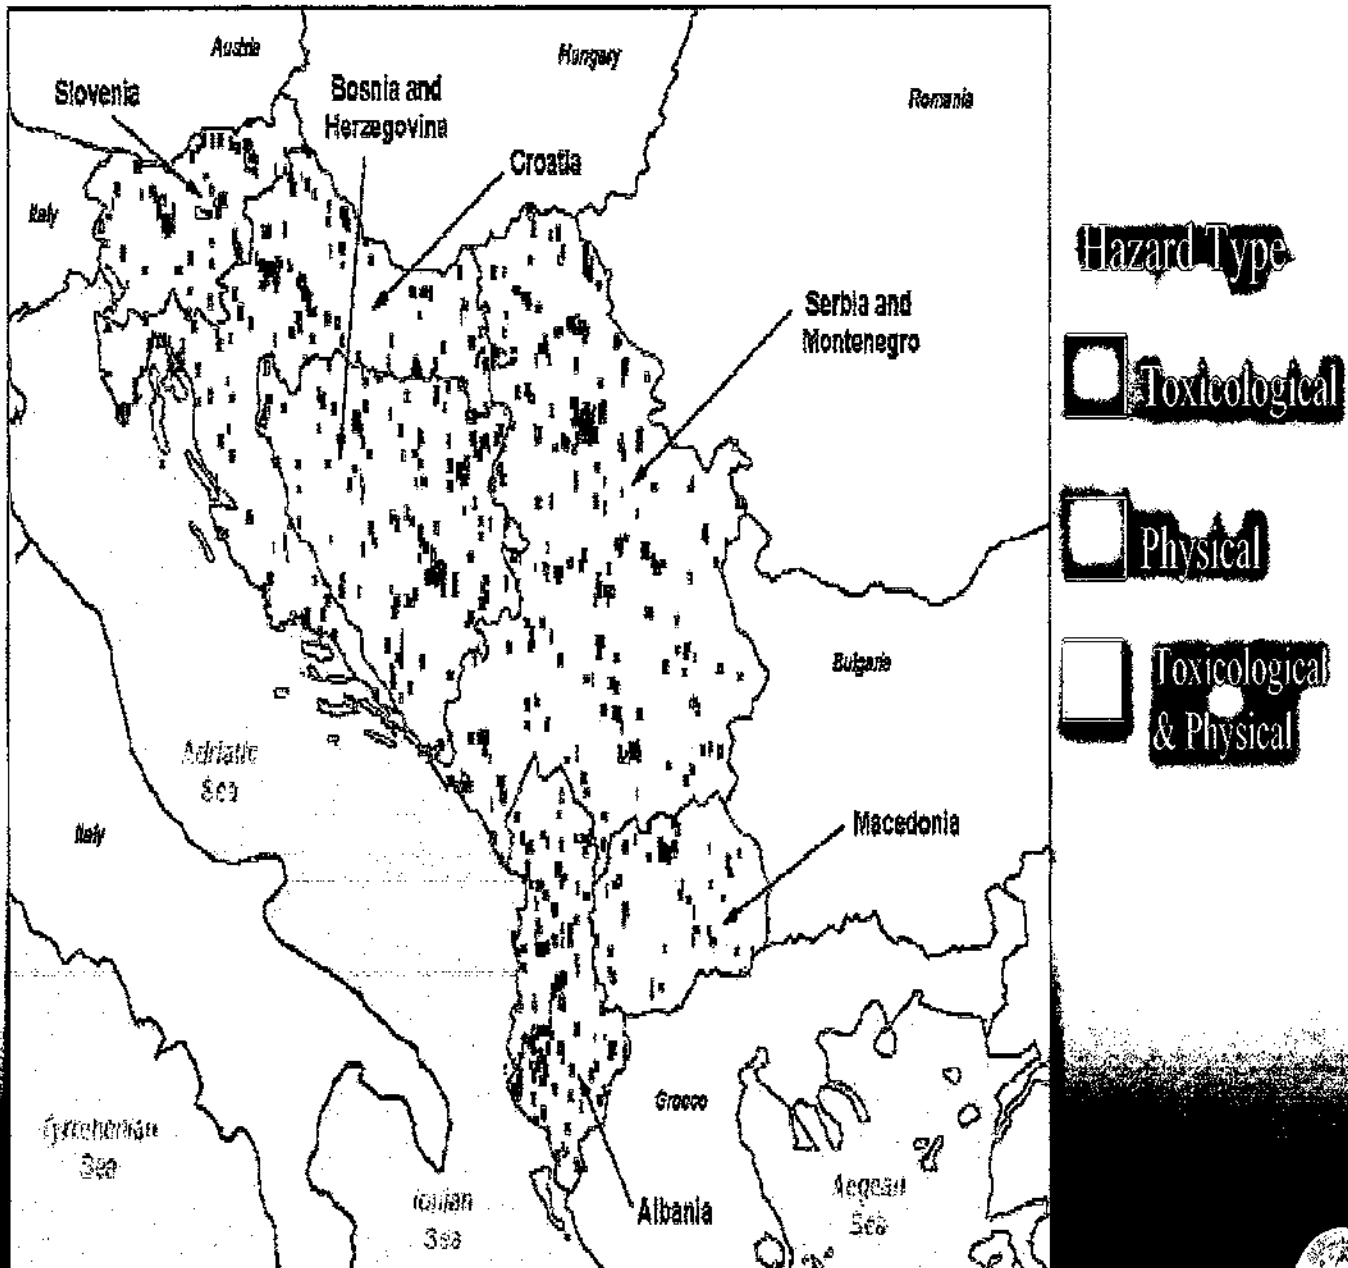 Austria
Hungary
Slovenia
Bosnia and
Herzegovina
Romania
Croatia
Italy
Hazard Type
Serbia and
Montenegro
Toxicological
Physical
Bulgaria
Toxicological
& Physical
Adriatic
Sea
Italy
Macedonia
Greece
Tyrrhenian
Sea
Ionian
Sea
Albania
Aegean
Sea